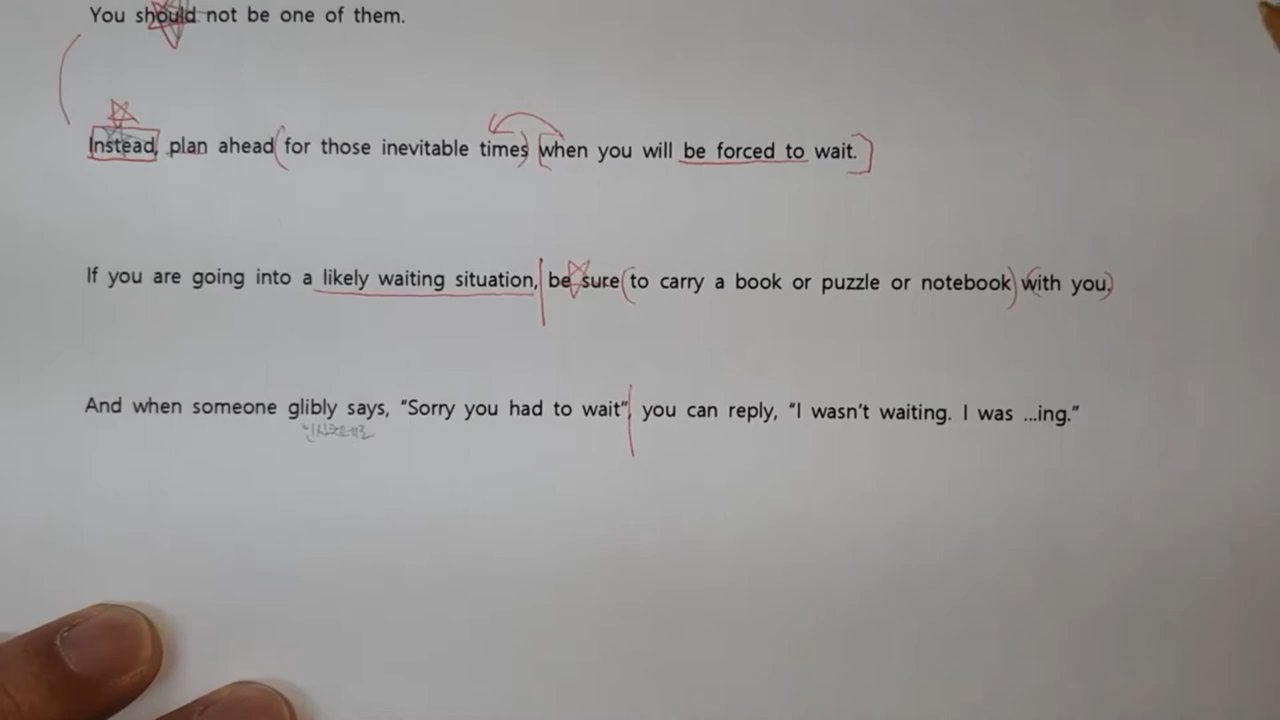 You should not be one of them.
Instead, plan ahead for those inevitable times when you will be forced to wait.
If you are going into a likely waiting situation, be sure to carry a book or puzzle or notebook with you.
And when someone glibly says, “Sorry you had to wait”, you can reply, “I wasn’t waiting. I was ...ing.”